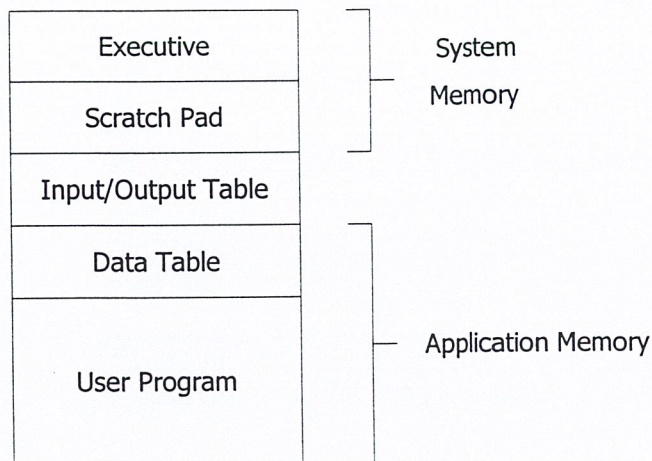 Executive
System
Memory
Scratch Pad
Input/Output Table
Data Table
Application Memory
User Program